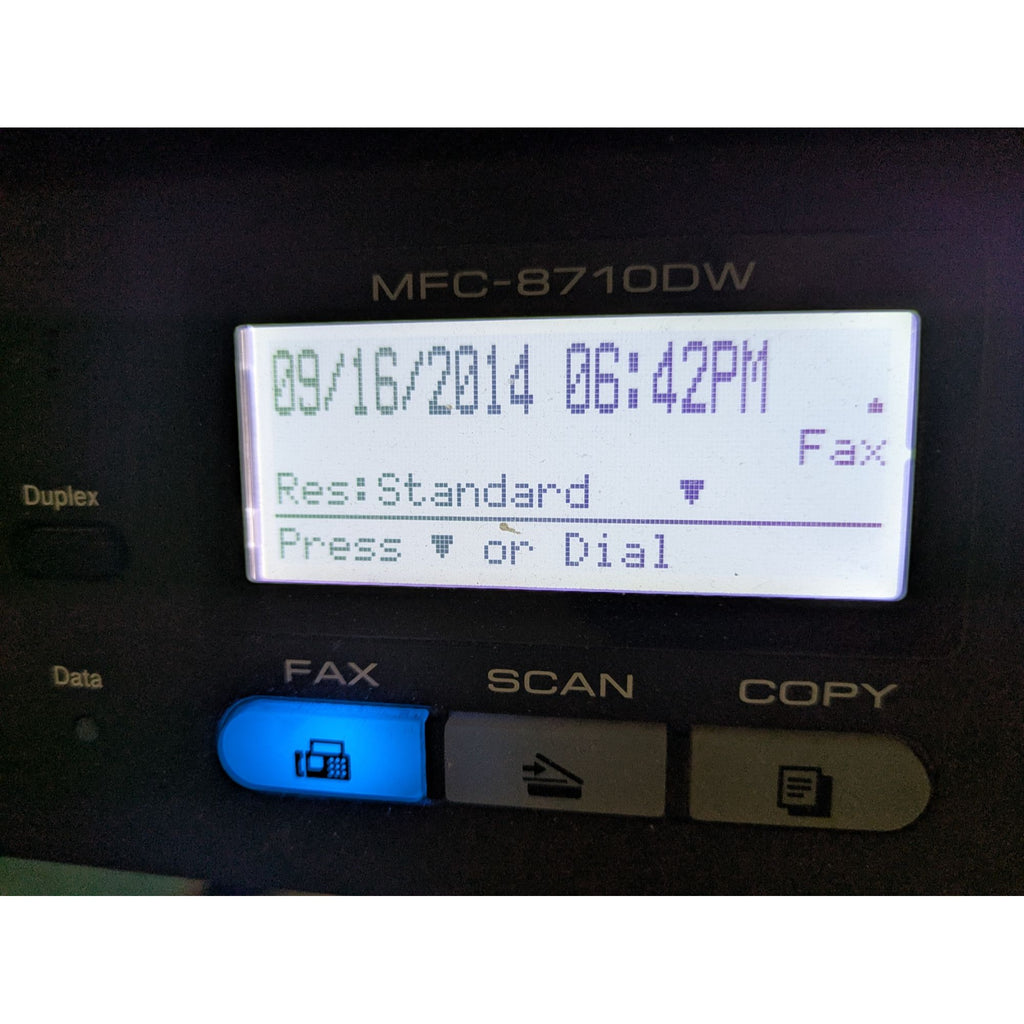 MFC-8710DW
09/16/2014 06:42PM
Fax
Res:Standard
Press ▼ or Dial
Duplex
Data
FAX
SCAN
COPY